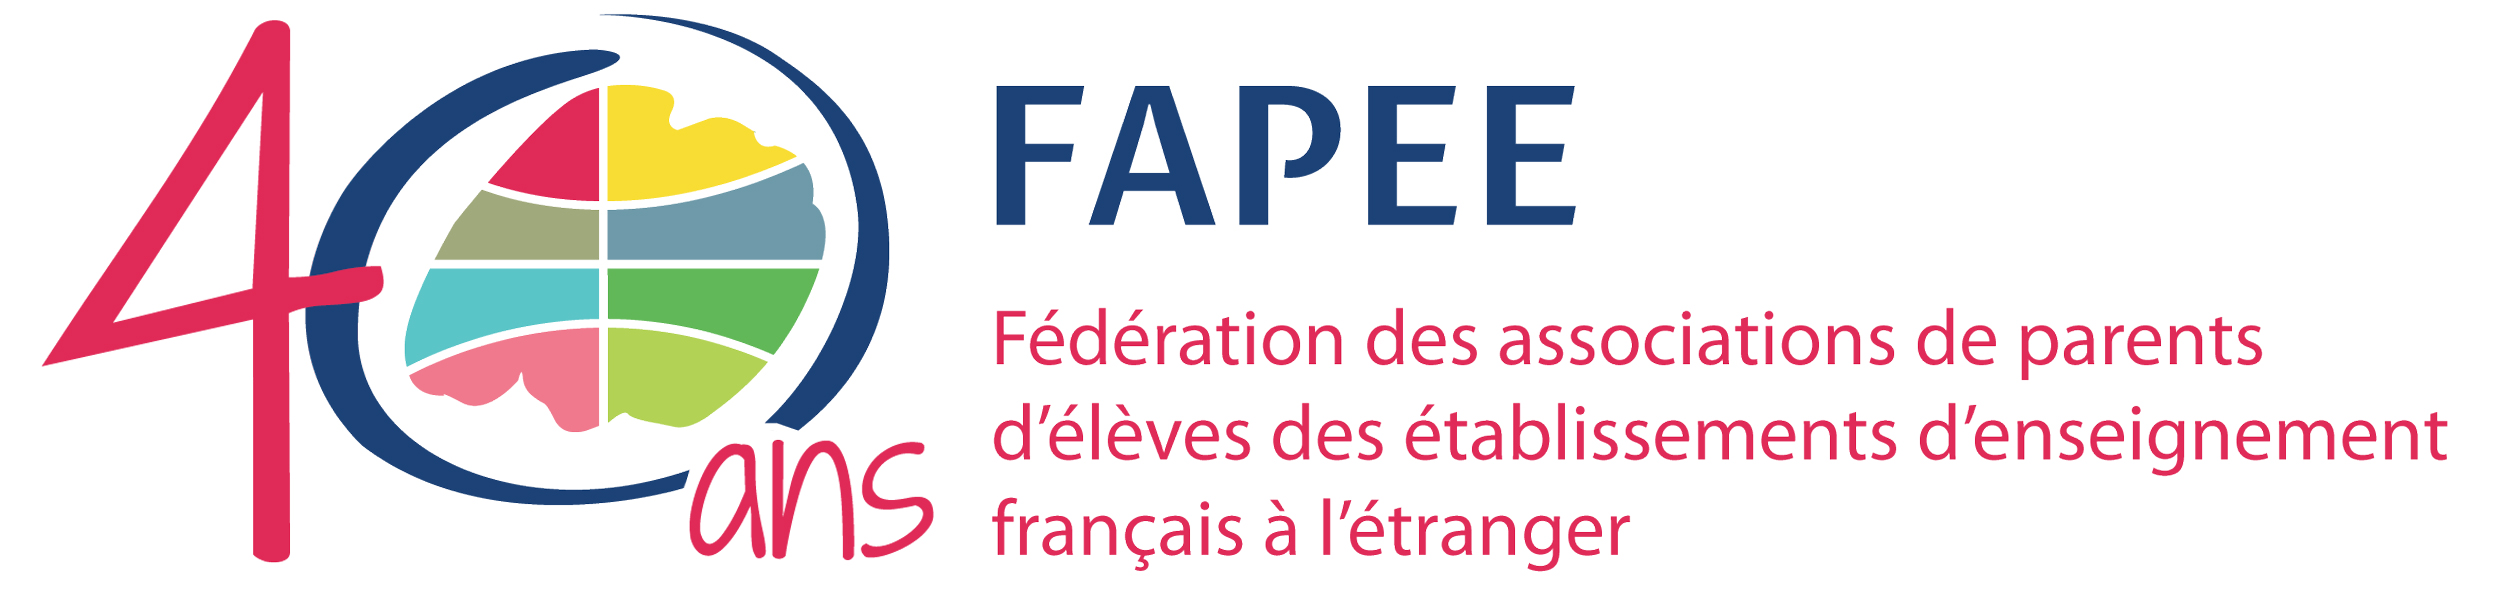 40 ans
FAPEE
Fédération des associations de parents
d'élèves des établissements d'enseignement
français à l'étranger